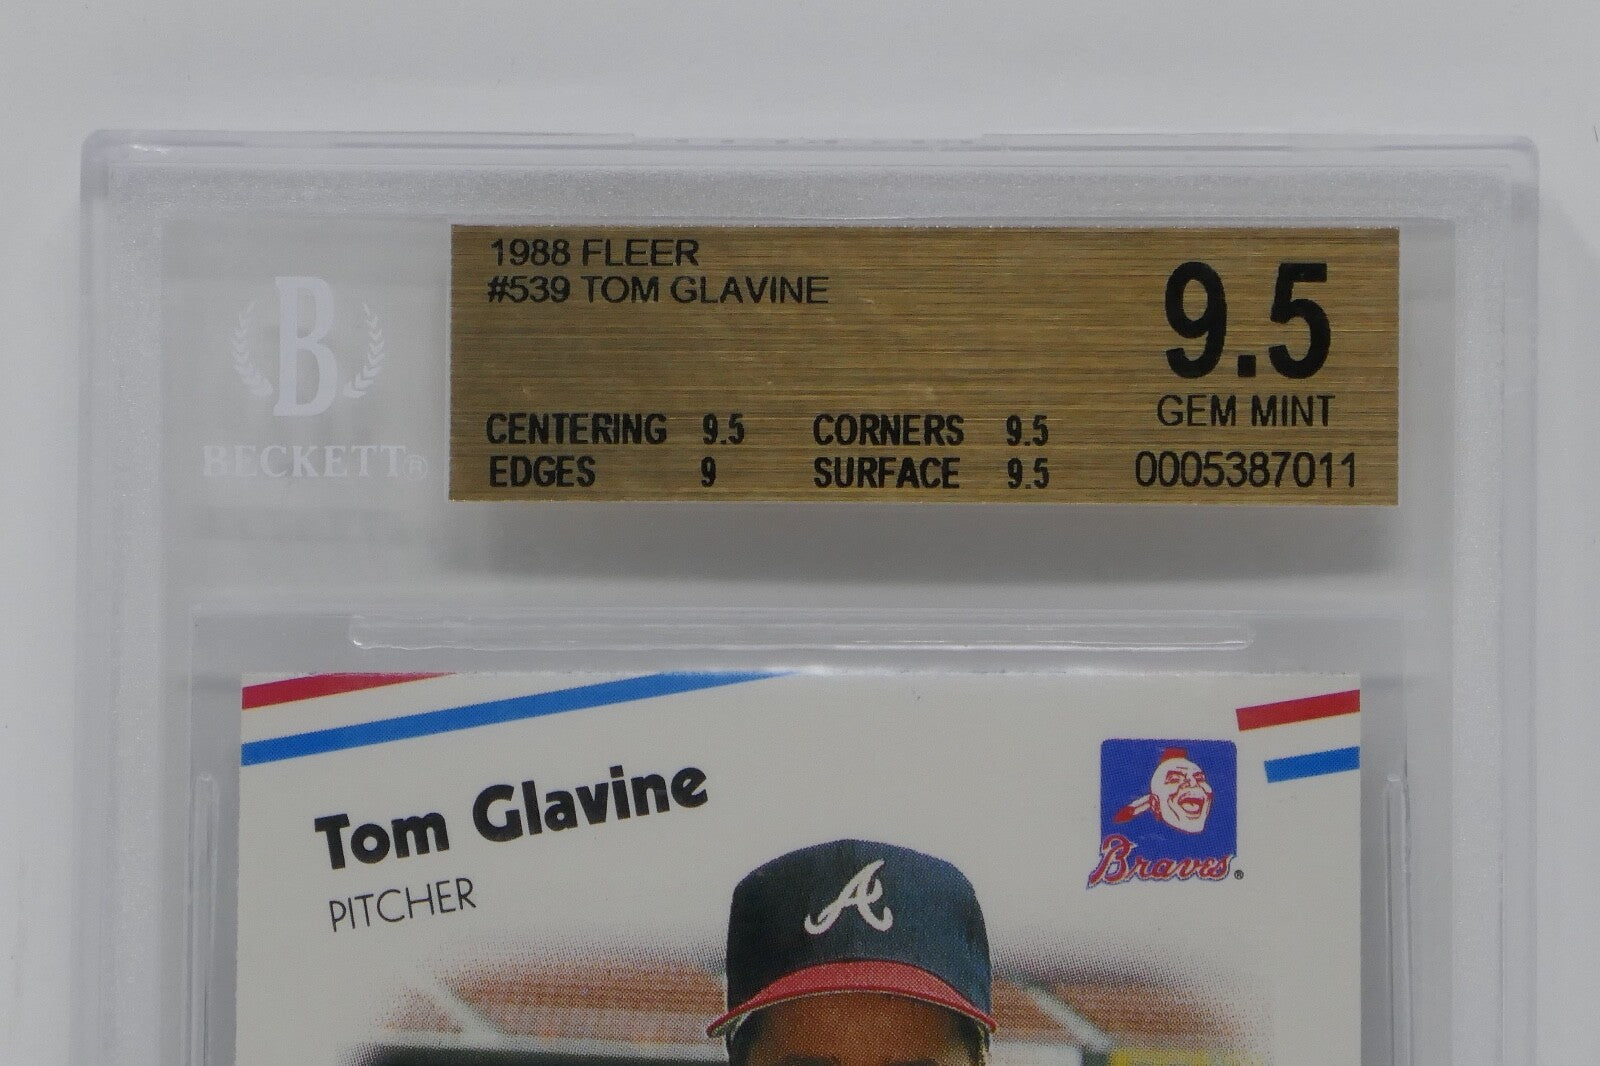 1988 FLEER
#539 TOM GLAVINE
9.5
GEM MINT
CENTERING 9.5 CORNERS 9.5
EDGES 9 SURFACE 9.5
0005387011
B
BECKETT®
Tom Glavine
PITCHER
Braves®
A